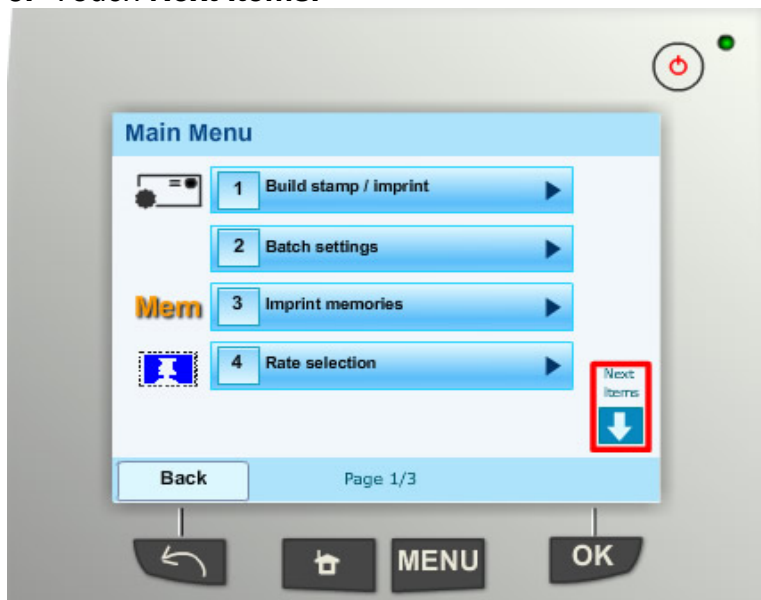 Main Menu
1 Build stamp / imprint
2 Batch settings
Mem 3 Imprint memories
4 Rate selection
Next
Items
Back Page 1/3
MENU OK